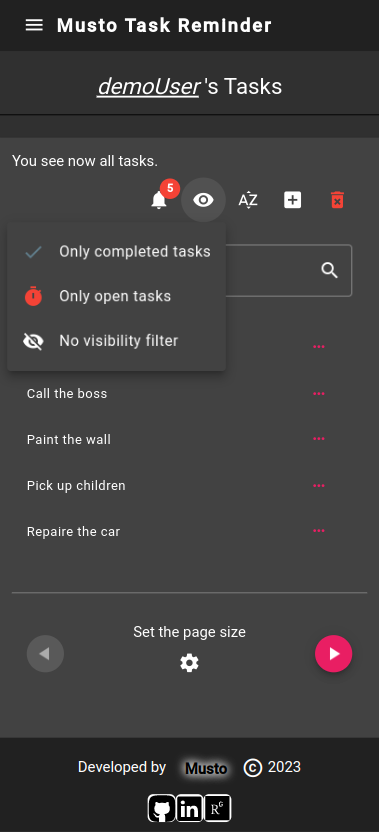 Musto Task Reminder
demoUser 's Tasks
You see now all tasks.
5
AZ
Only completed tasks
Only open tasks
No visibility filter
Call the boss
Paint the wall
Pick up children
Repaire the car
Set the page size
Developed by Musto © 2023
in RG